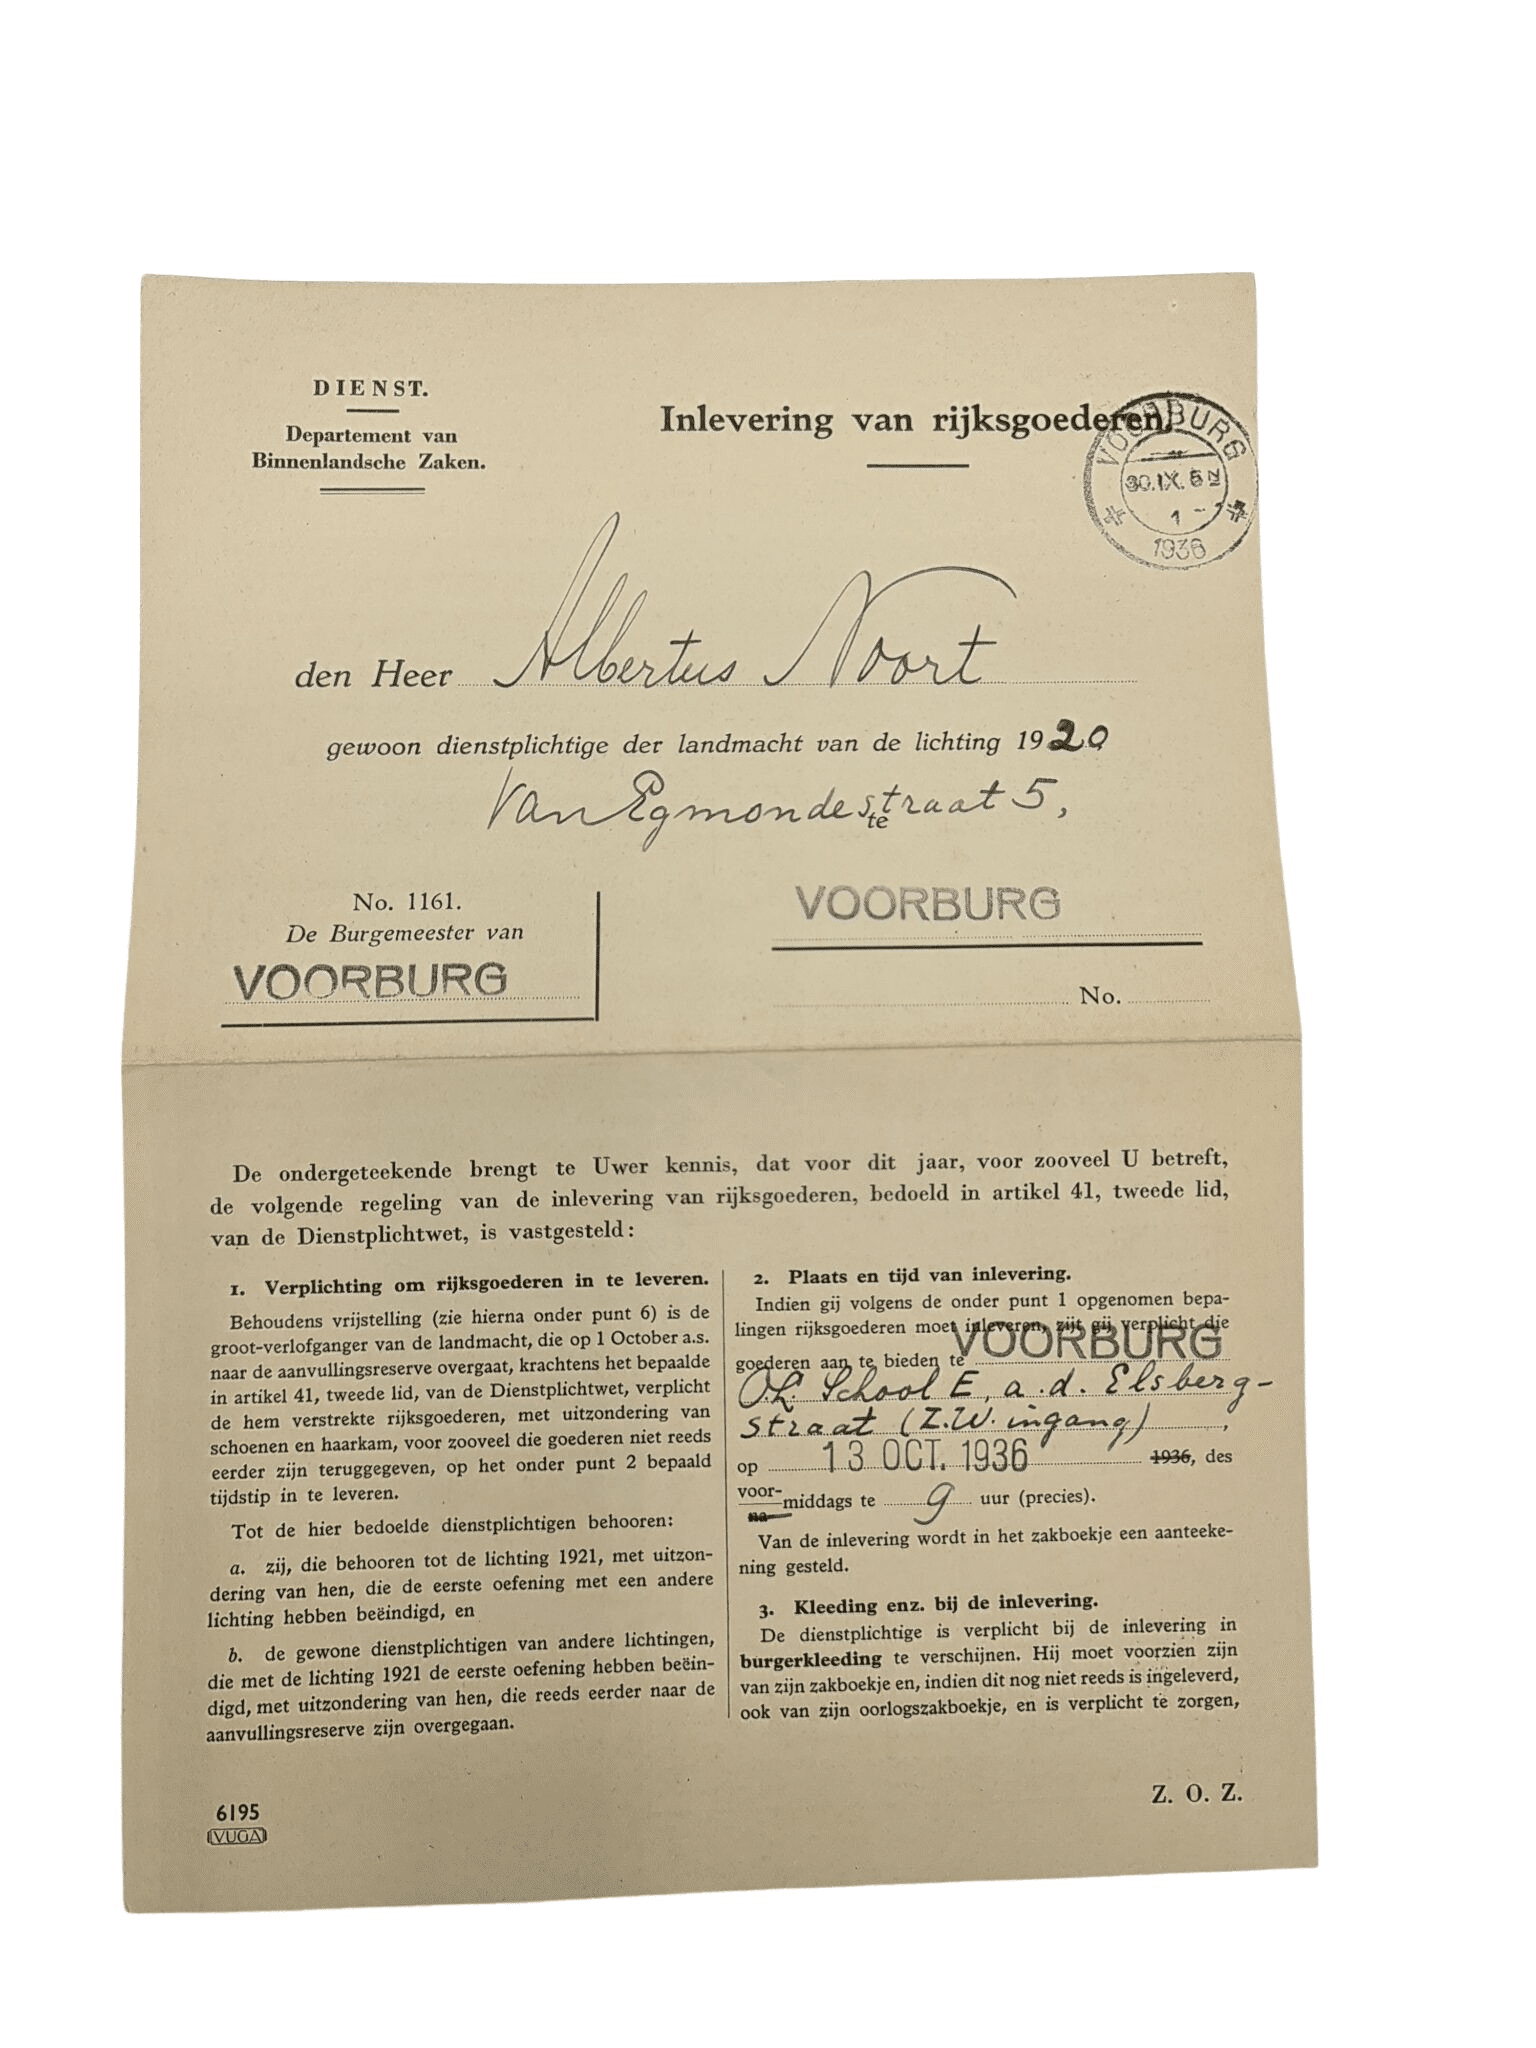 DIENST.
Departement van
Binnenlandsche Zaken.
Inlevering van rijksgoederen.
VOORBURG
30.IX.6 N
1
1936
den Heer Albertus Noort
gewoon dienstplichtige der landmacht van de lichting 1920
Van Egmondestraat 5,
te
No. 1161.
De Burgemeester van
VOORBURG
VOORBURG
No.
De ondergeteekende brengt te Uwer kennis, dat voor dit jaar, voor zooveel U betreft,
de volgende regeling van de inlevering van rijksgoederen, bedoeld in artikel 41, tweede lid,
van de Dienstplichtwet, is vastgesteld:
1. Verplichting om rijksgoederen in te leveren.
Behoudens vrijstelling (zie hierna onder punt 6) is de
groot-verlofganger van de landmacht, die op 1 October a.s.
naar de aanvullingsreserve overgaat, krachtens het bepaalde
in artikel 41, tweede lid, van de Dienstplichtwet, verplicht
de hem verstrekte rijksgoederen, met uitzondering van
schoenen en haarkam, voor zooveel die goederen niet reeds
eerder zijn teruggegeven, op het onder punt 2 bepaald
tijdstip in te leveren.
Tot de hier bedoelde dienstplichtigen behooren:
a. zij, die behooren tot de lichting 1921, met uitzon-
dering van hen, die de eerste oefening met een andere
lichting hebben beëindigd, en
b. de gewone dienstplichtigen van andere lichtingen,
die met de lichting 1921 de eerste oefening hebben beëin-
digd, met uitzondering van hen, die reeds eerder naar de
aanvullingsreserve zijn overgegaan.
6195
VUGA
2. Plaats en tijd van inlevering.
Indien gij volgens de onder punt 1 opgenomen bepa-
lingen rijksgoederen moet inleveren, zijt gij verplicht die
goederen aan te bieden te VOORBURG
O.L. School E, a.d. Elsberg-
straat (Z.W. ingang),
op 13 OCT. 1936 1936, des
voor-
na-
middags te 9 uur (precies).
Van de inlevering wordt in het zakboekje een aanteeke-
ning gesteld.
3. Kleeding enz. bij de inlevering.
De dienstplichtige is verplicht bij de inlevering in
burgerkleeding te verschijnen. Hij moet voorzien zijn
van zijn zakboekje en, indien dit nog niet reeds is ingeleverd,
ook van zijn oorlogszakboekje, en is verplicht te zorgen,
Z. O. Z.